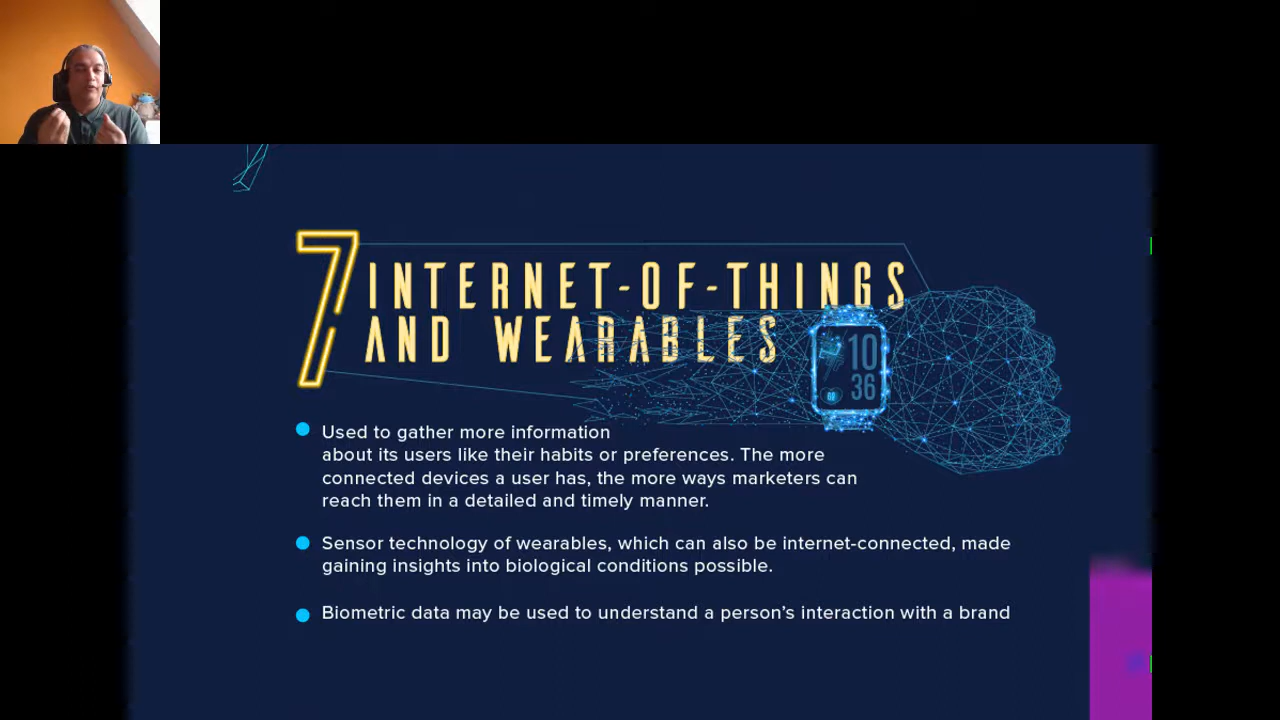 7
INTERNET-OF-THINGS
AND WEARABLES
10
36
Used to gather more information
about its users like their habits or preferences. The more
connected devices a user has, the more ways marketers can
reach them in a detailed and timely manner.
Sensor technology of wearables, which can also be internet-connected, made
gaining insights into biological conditions possible.
Biometric data may be used to understand a person's interaction with a brand